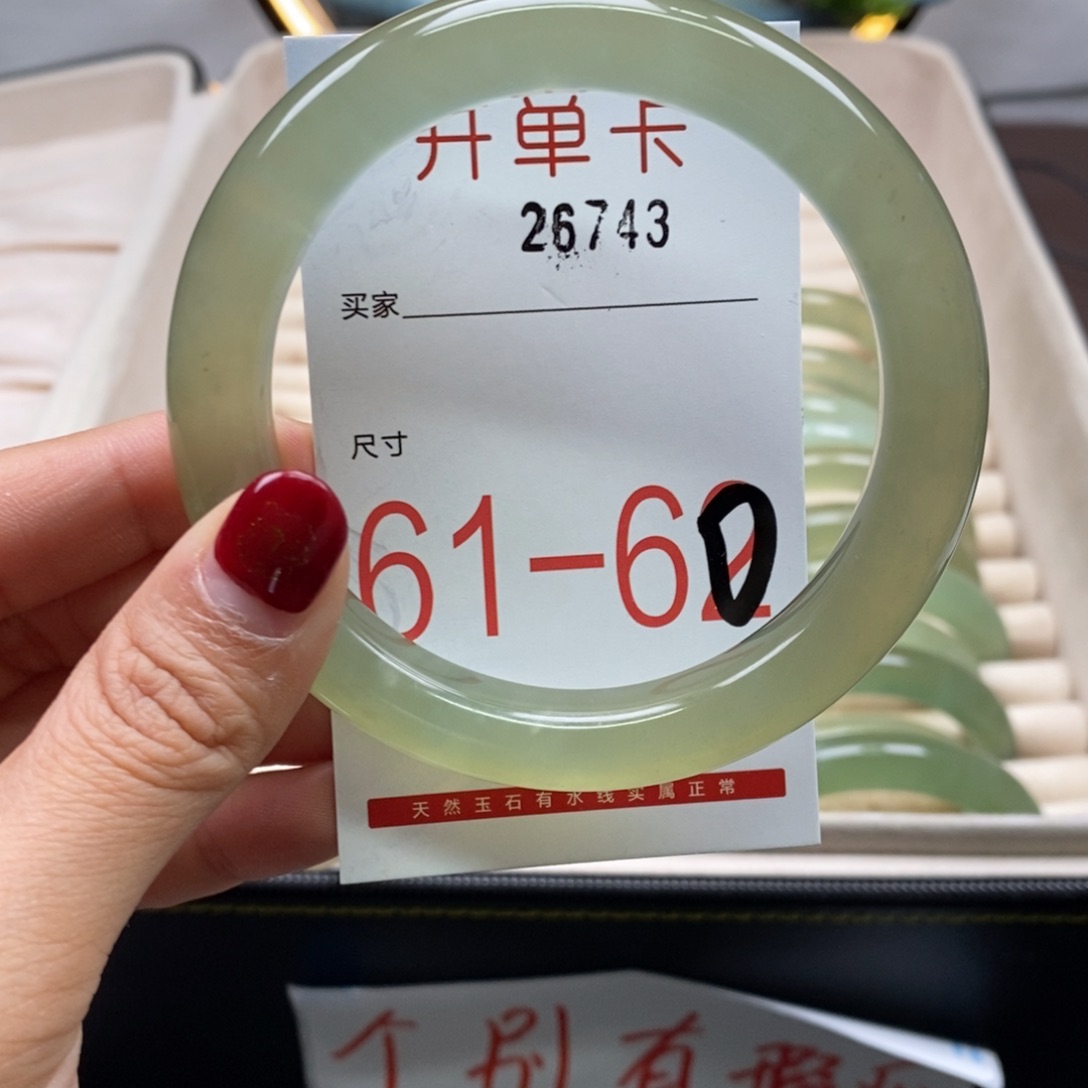 开单卡
26743
买家
尺寸
61-60
天然玉石有水线实属正常
个别有